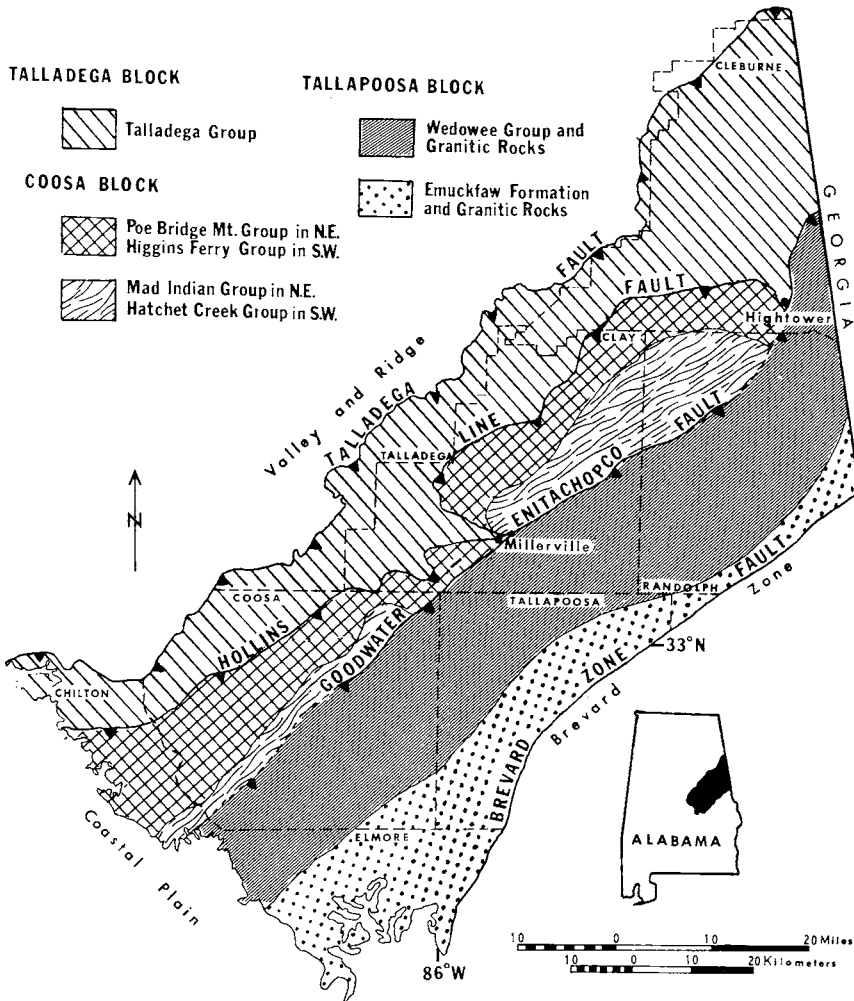 TALLADEGA BLOCK
Talladega Group
COOSA BLOCK
Poe Bridge Mt. Group in N.E.
Higgins Ferry Group in S.W.
Mad Indian Group in N.E.
Hatchet Creek Group in S.W.
TALLAPOOSA BLOCK
Wedowee Group and
Granitic Rocks
Emuckfaw Formation
and Granitic Rocks
CLEBURNE
GEORGIA
FAULT
FAULT
Hightower
CLAY
Valley and Ridge
TALLADEGA
LINE
TALLADEGA
FAULT
ENITACHOPCO
N
Millerville
FAULT
Zone
RANDOLPH
TALLAPOOSA
COOSA
HOLLINS
GOODWATER
33°N
ZONE
Brevard
CHILTON
BREVARD
Coastal Plain
ELMORE
ALABAMA
86°W
10 0 10 20 Miles
10 0 10 20 Kilometers